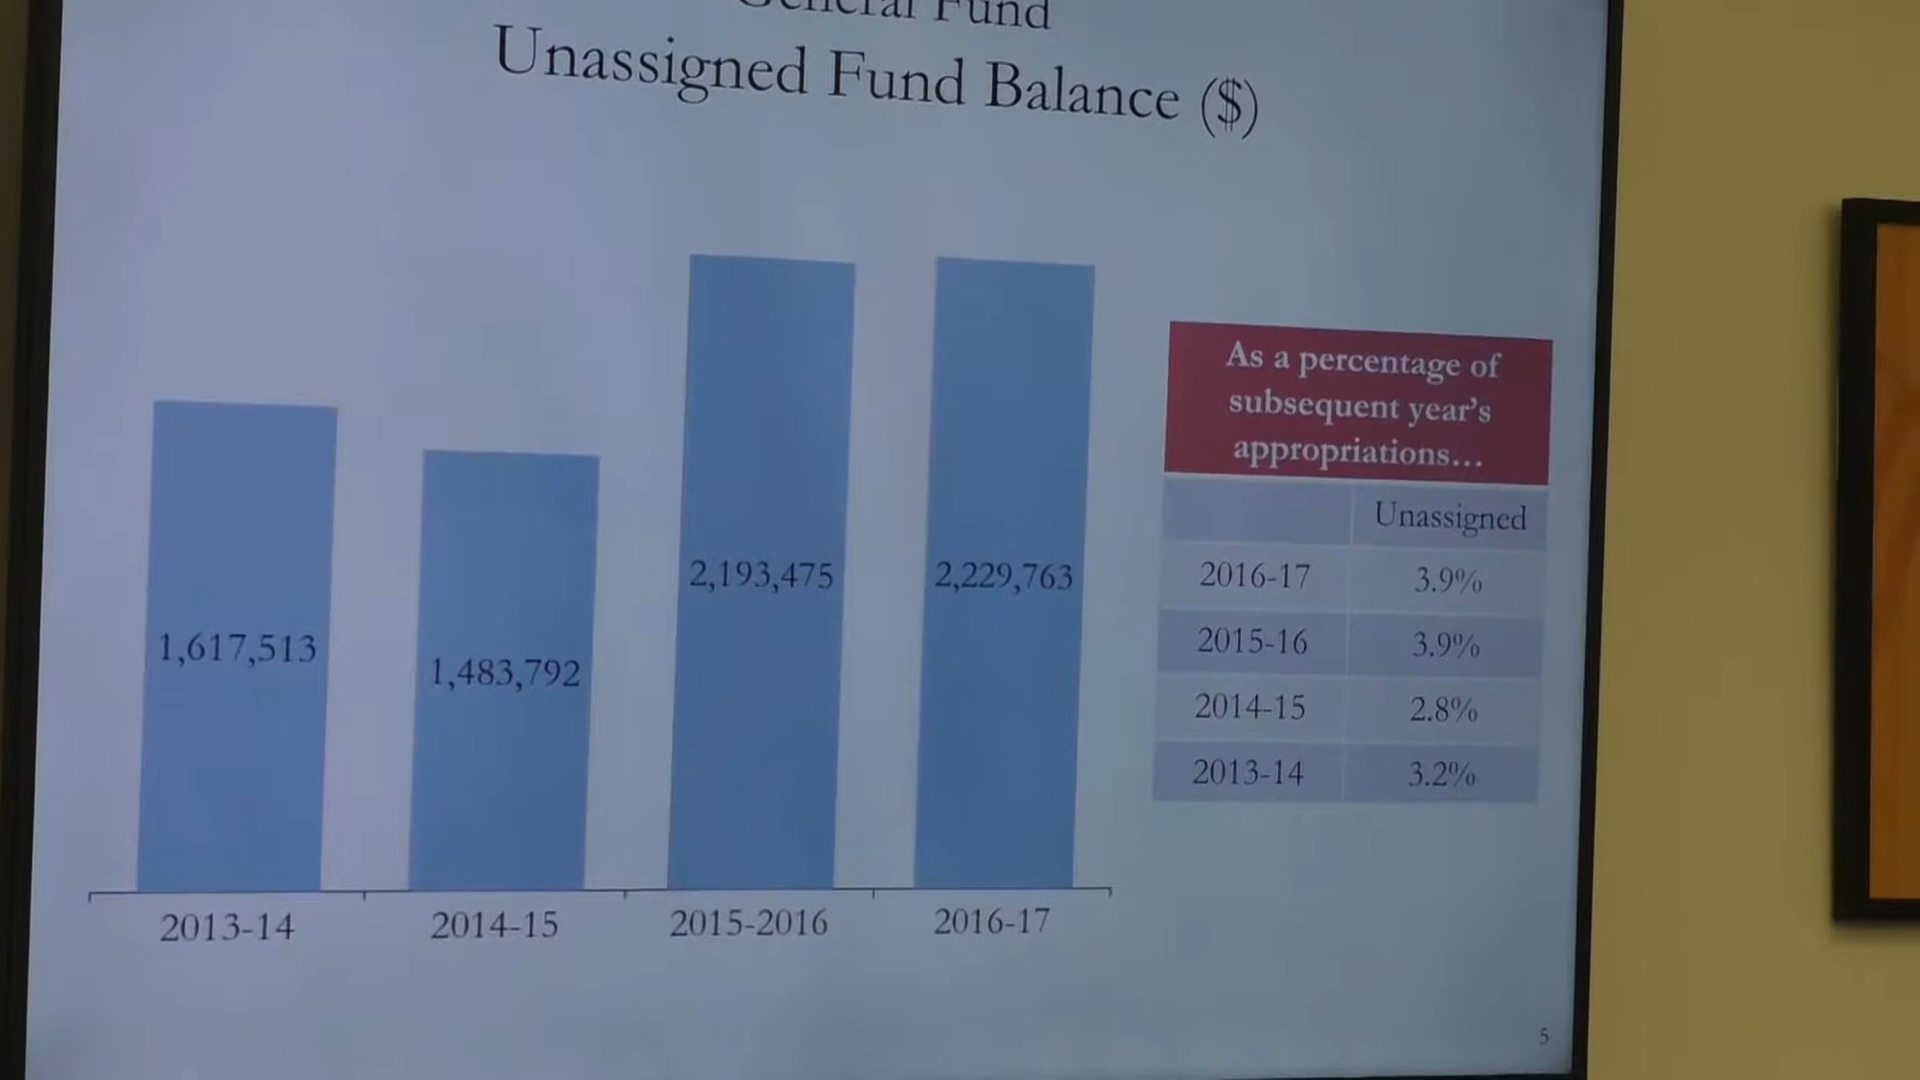 General Fund
Unassigned Fund Balance ($)
1,617,513
1,483,792
2,193,475
2,229,763
2013-14
2014-15
2015-2016
2016-17
As a percentage of
subsequent year's
appropriations...
Unassigned
2016-17 3.9%
2015-16 3.9%
2014-15 2.8%
2013-14 3.2%
5